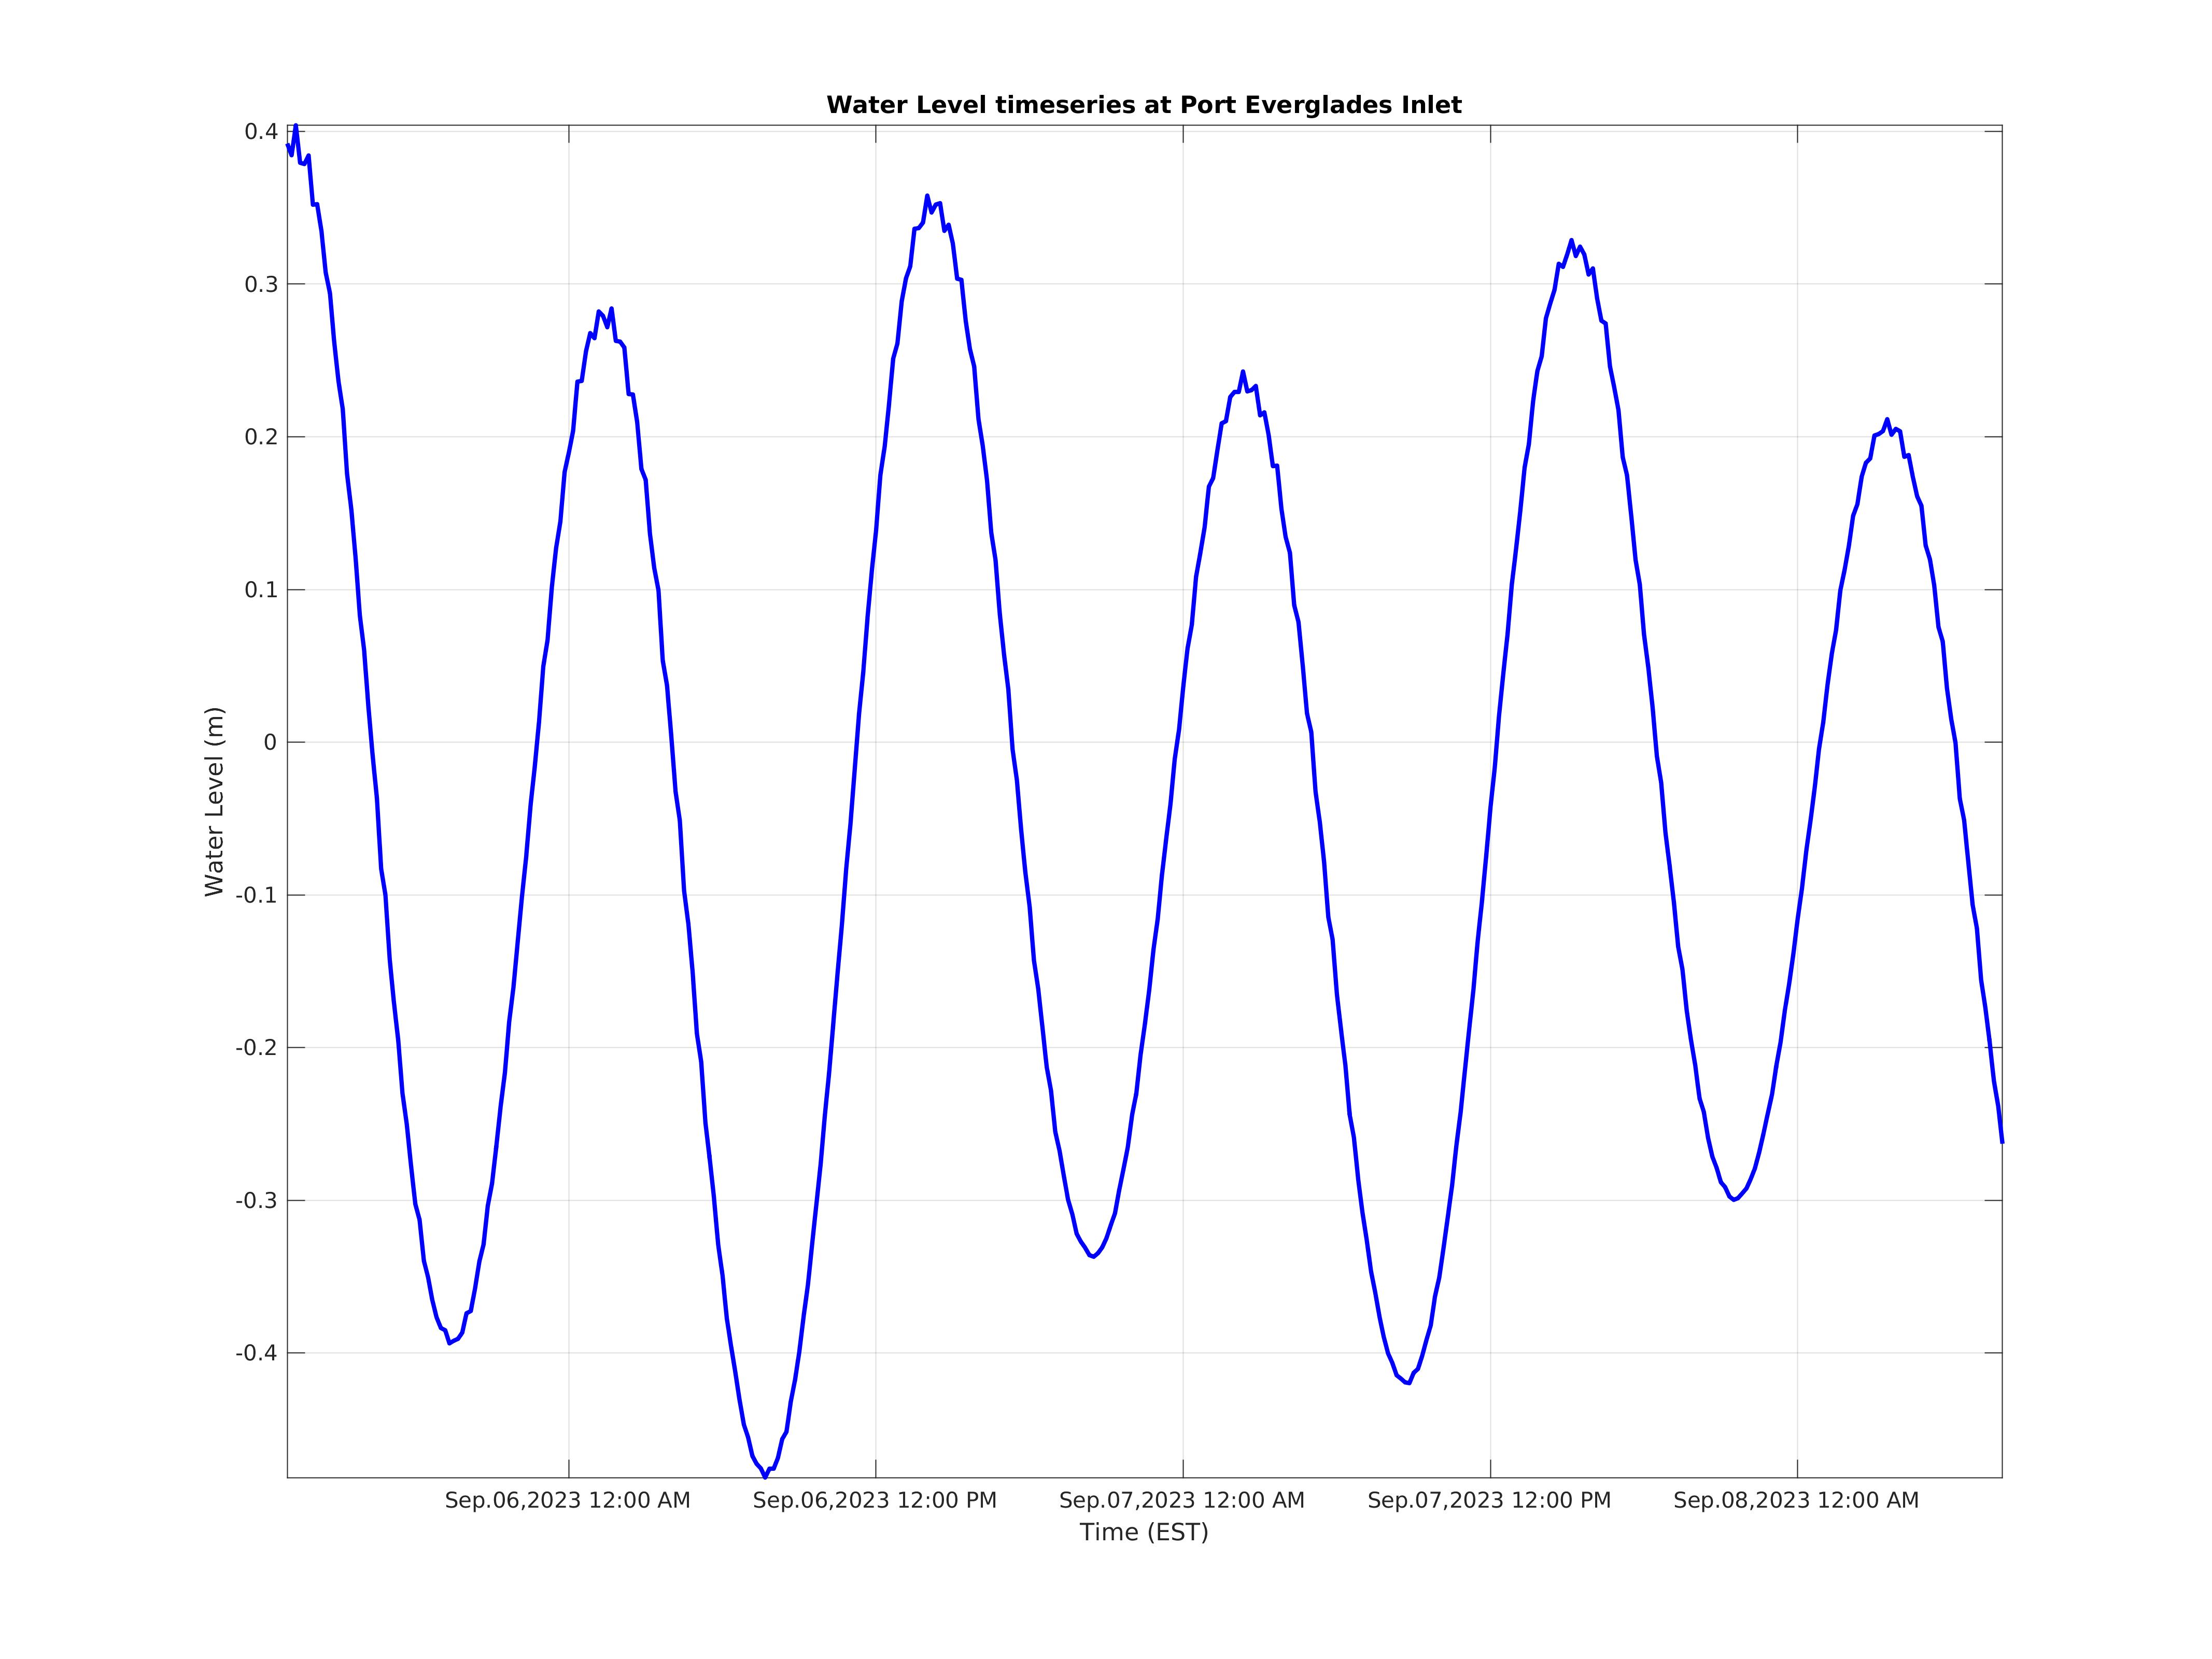 Water Level timeseries at Port Everglades Inlet
0.4
0.3
0.2
0.1
0
-0.1
-0.2
-0.3
-0.4
Water Level (m)
Sep.06,2023 12:00 AM Sep.06,2023 12:00 PM Sep.07,2023 12:00 AM Sep.07,2023 12:00 PM Sep.08,2023 12:00 AM
Time (EST)